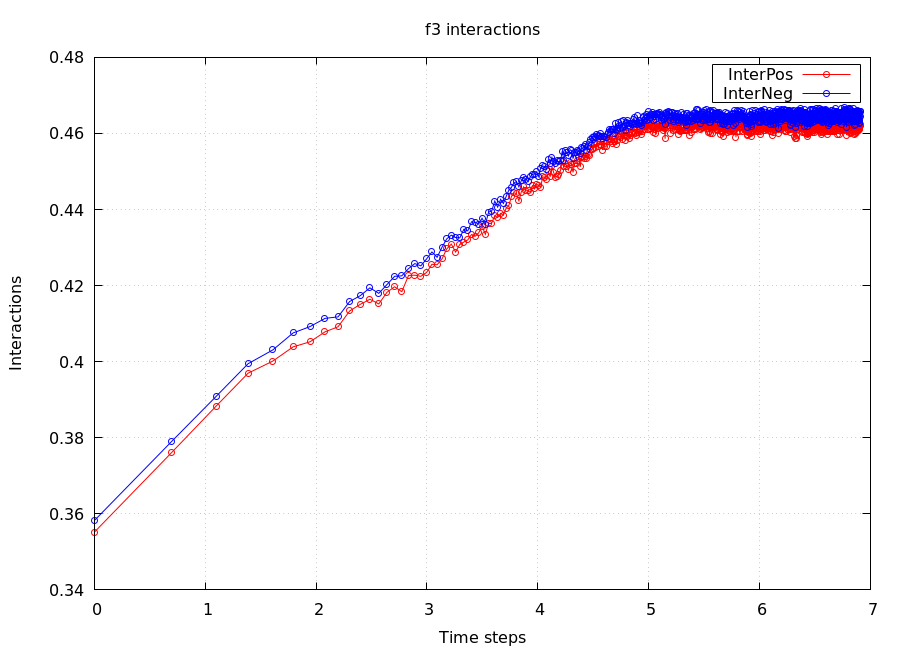 f3 interactions
InterPos
InterNeg
0.48
0.46
0.44
0.42
0.4
0.38
0.36
0.34
Interactions
0 1 2 3 4 5 6 7
Time steps